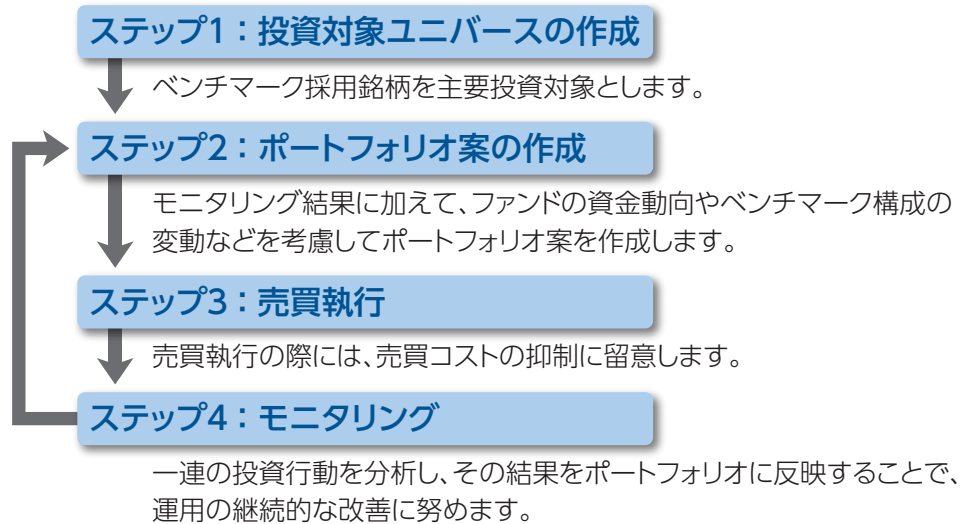 ステップ1：投資対象ユニバースの作成
ベンチマーク採用銘柄を主要投資対象とします。
ステップ2：ポートフォリオ案の作成
モニタリング結果に加えて、ファンドの資金動向やベンチマーク構成の
変動などを考慮してポートフォリオ案を作成します。
ステップ3：売買執行
売買執行の際には、売買コストの抑制に留意します。
ステップ4：モニタリング
一連の投資行動を分析し、その結果をポートフォリオに反映することで、
運用の継続的な改善に努めます。